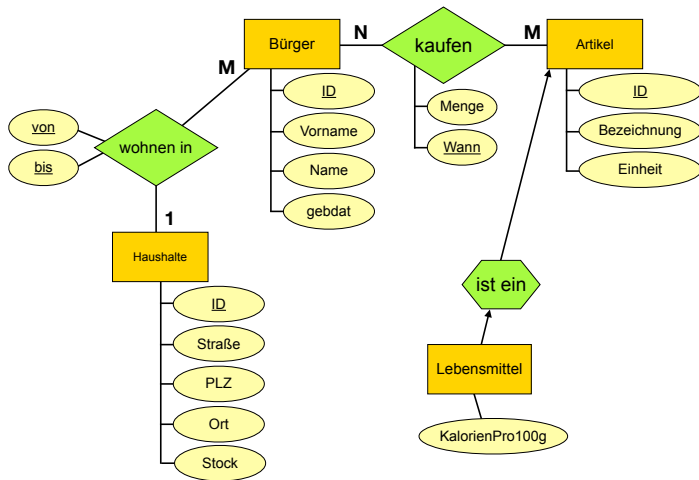 Bürger
N
kaufen
M
Artikel
M
ID
Vorname
Name
gebdat
Menge
Wann
ID
Bezeichnung
Einheit
von
bis
wohnen in
1
Haushalte
ID
Straße
PLZ
Ort
Stock
ist ein
Lebensmittel
KalorienPro100g